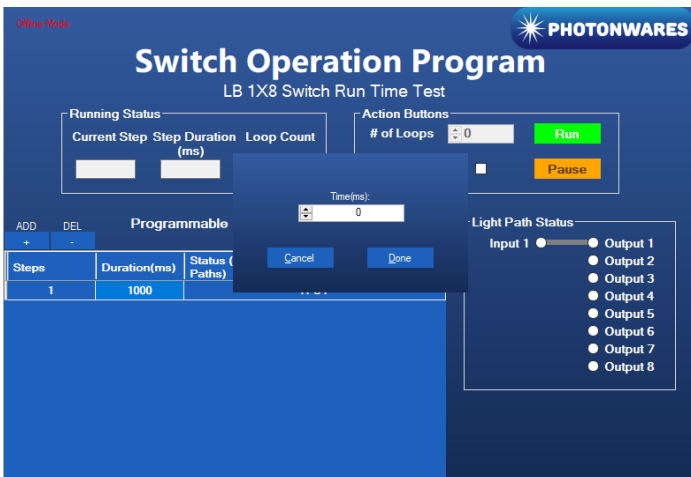 Offline Mode
PHOTONWARES
Switch Operation Program
LB 1X8 Switch Run Time Test
Running Status
Current Step Step Duration (ms) Loop Count
Action Buttons
# of Loops 0 Run
Pause
Time(ms):
0
Cancel Done
ADD DEL
+ -
Programmable
Steps Duration(ms) Status (
Paths)
1 1000
Light Path Status
Input 1 Output 1
Output 2
Output 3
Output 4
Output 5
Output 6
Output 7
Output 8